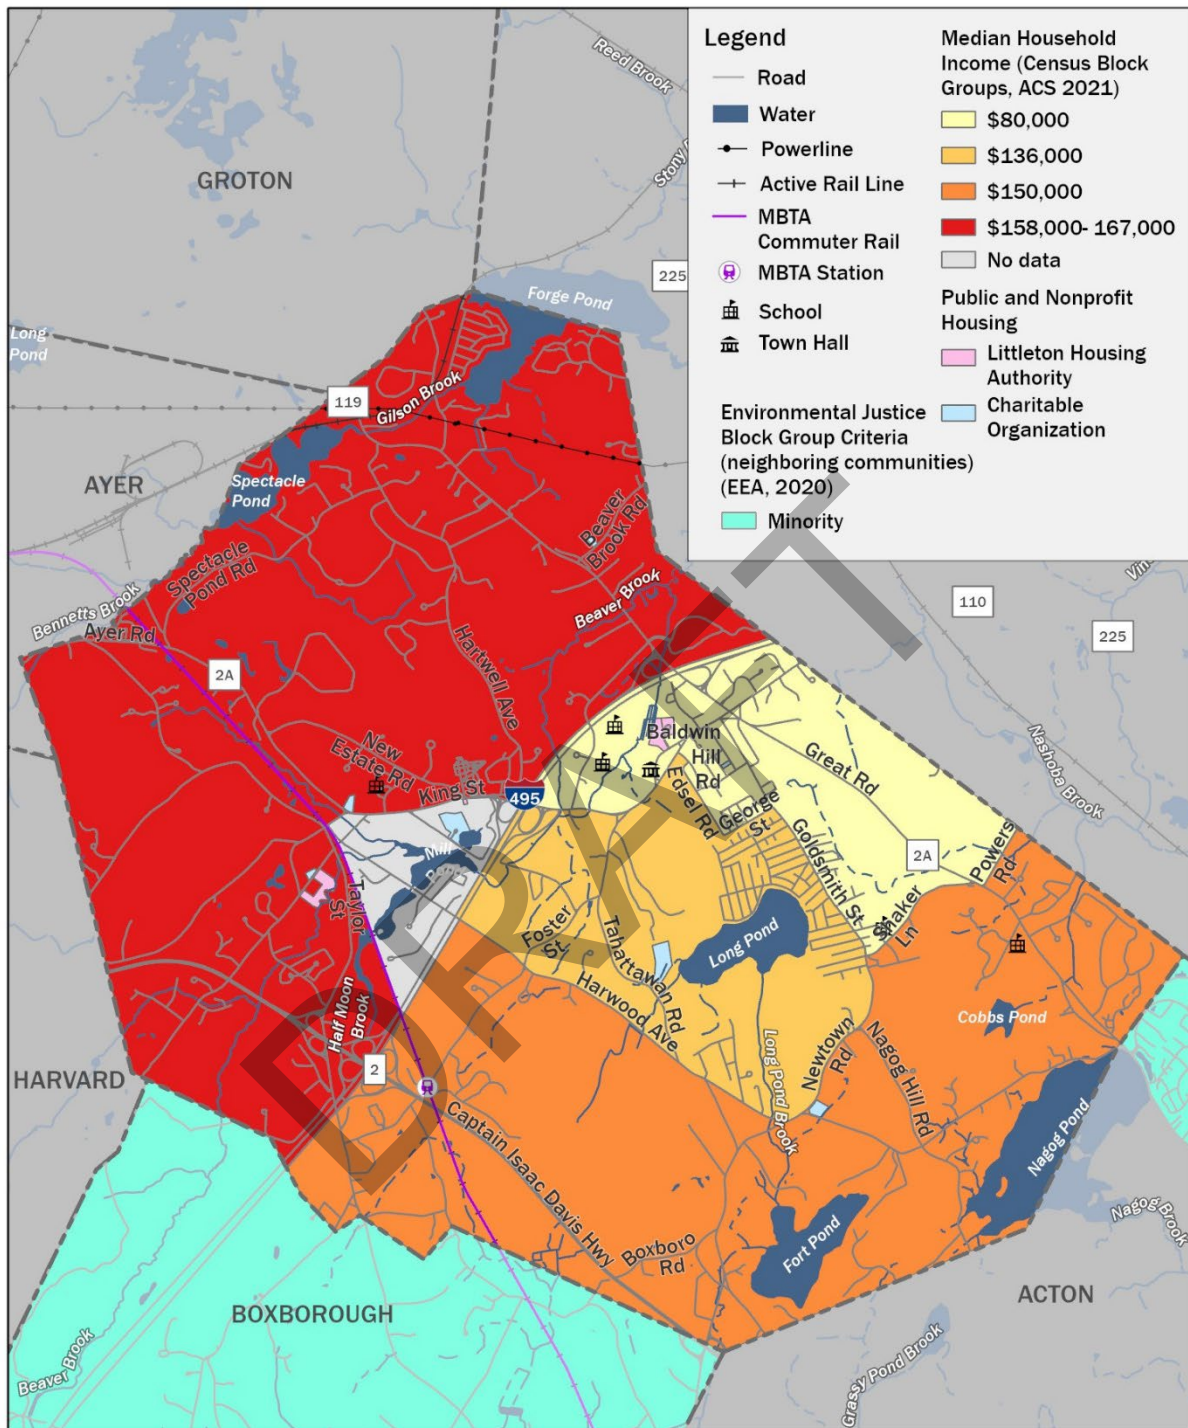 Legend
Road
Water
Powerline
Active Rail Line
MBTA
Commuter Rail
MBTA Station
School
Town Hall
Environmental Justice
Block Group Criteria
(neighboring communities)
(EEA, 2020)
Minority
Median Household
Income (Census Block
Groups, ACS 2021)
$80,000
$136,000
$150,000
$158,000- 167,000
No data
Public and Nonprofit
Housing
Littleton Housing
Authority
Charitable
Organization
Reed Brook
Stony
GROTON
225
Forge Pond
Long
Pond
119
Gilson Brook
AYER
Spectacle
Pond
Beaver
Brook Rd
Spectacle
Pond Rd
Bennetts Brook
Ayer Rd
Beaver Brook
110
225
2A
Hartwell Ave
Nashoba Brook
New
Estate Rd
King St
495
Baldwin
Hill
Rd
Great Rd
Edsel Rd
George
St
Goldsmith St
2A
Powers
Rd
Mill
Taylor
St
Shaker
Ln
Foster
St
Tahattawan Rd
Long Pond
Harwood Ave
Half Moon
Brook
2
Cobbs Pond
Newtown
Rd
Nagog Hill Rd
Long Pond Brook
HARVARD
Captain Isaac Davis Hwy
Nagog Pond
Nagog Brook
Boxboro
Rd
Fort Pond
BOXBOROUGH
ACTON
Beaver Brook
Grassy Pond Brook
DRAFT